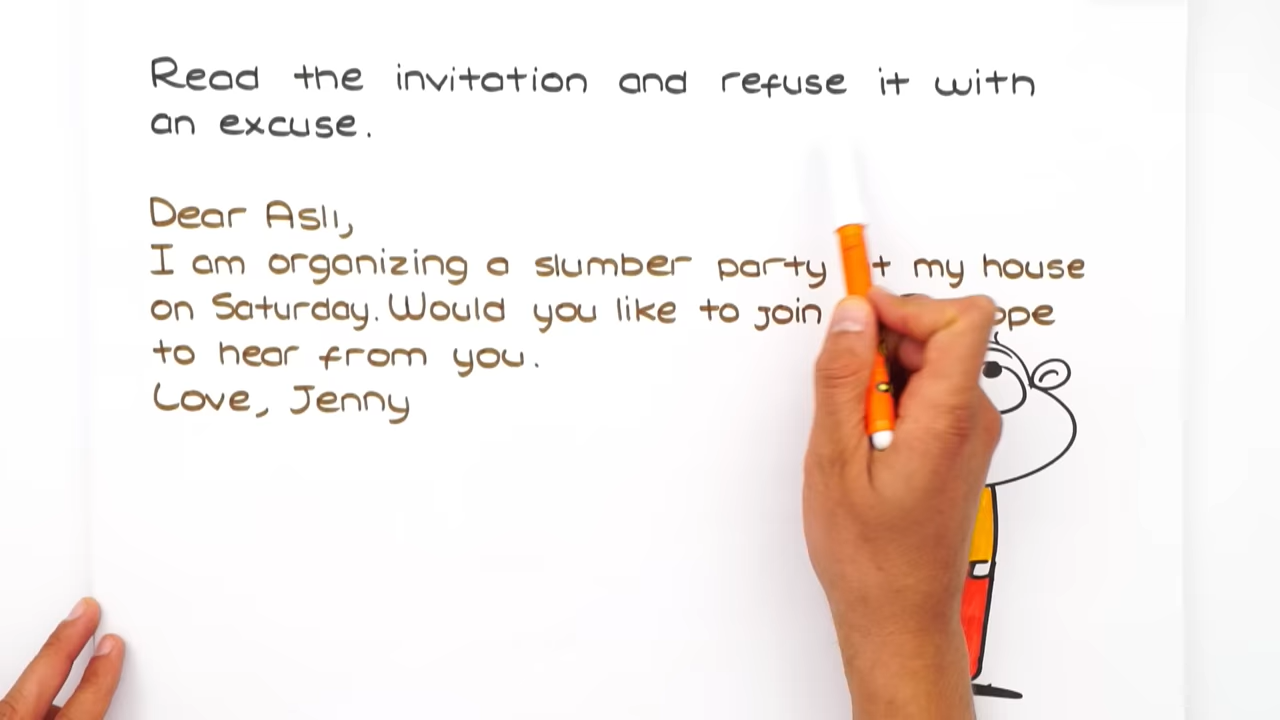 Read the invitation and refuse it with
an excuse.
Dear Aslı,
I am organizing a slumber party my house
on Saturday. Would you like to join
to hear from you.
Love, Jenny